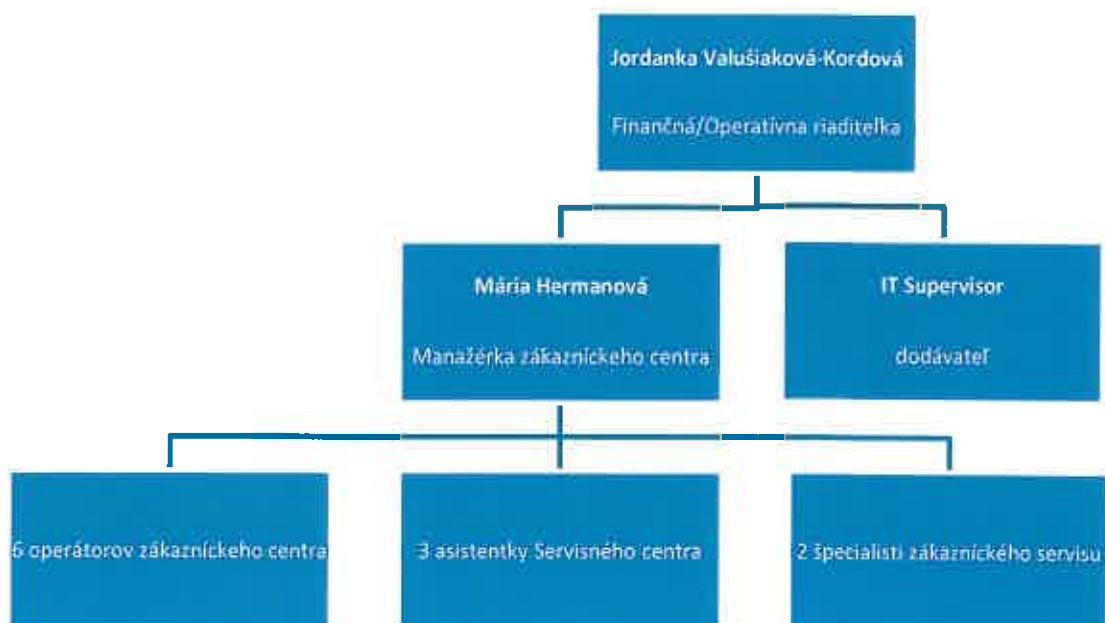 Jordanka Valušiaková-Kordová
Finančná/Operatívna riaditeľka
Mária Hermanová
Manažérka zákazníckeho centra
IT Supervisor
dodávateľ
6 operátorov zákazníckeho centra
3 asistentky Servisného centra
2 špecialisti zákazníckého servisu